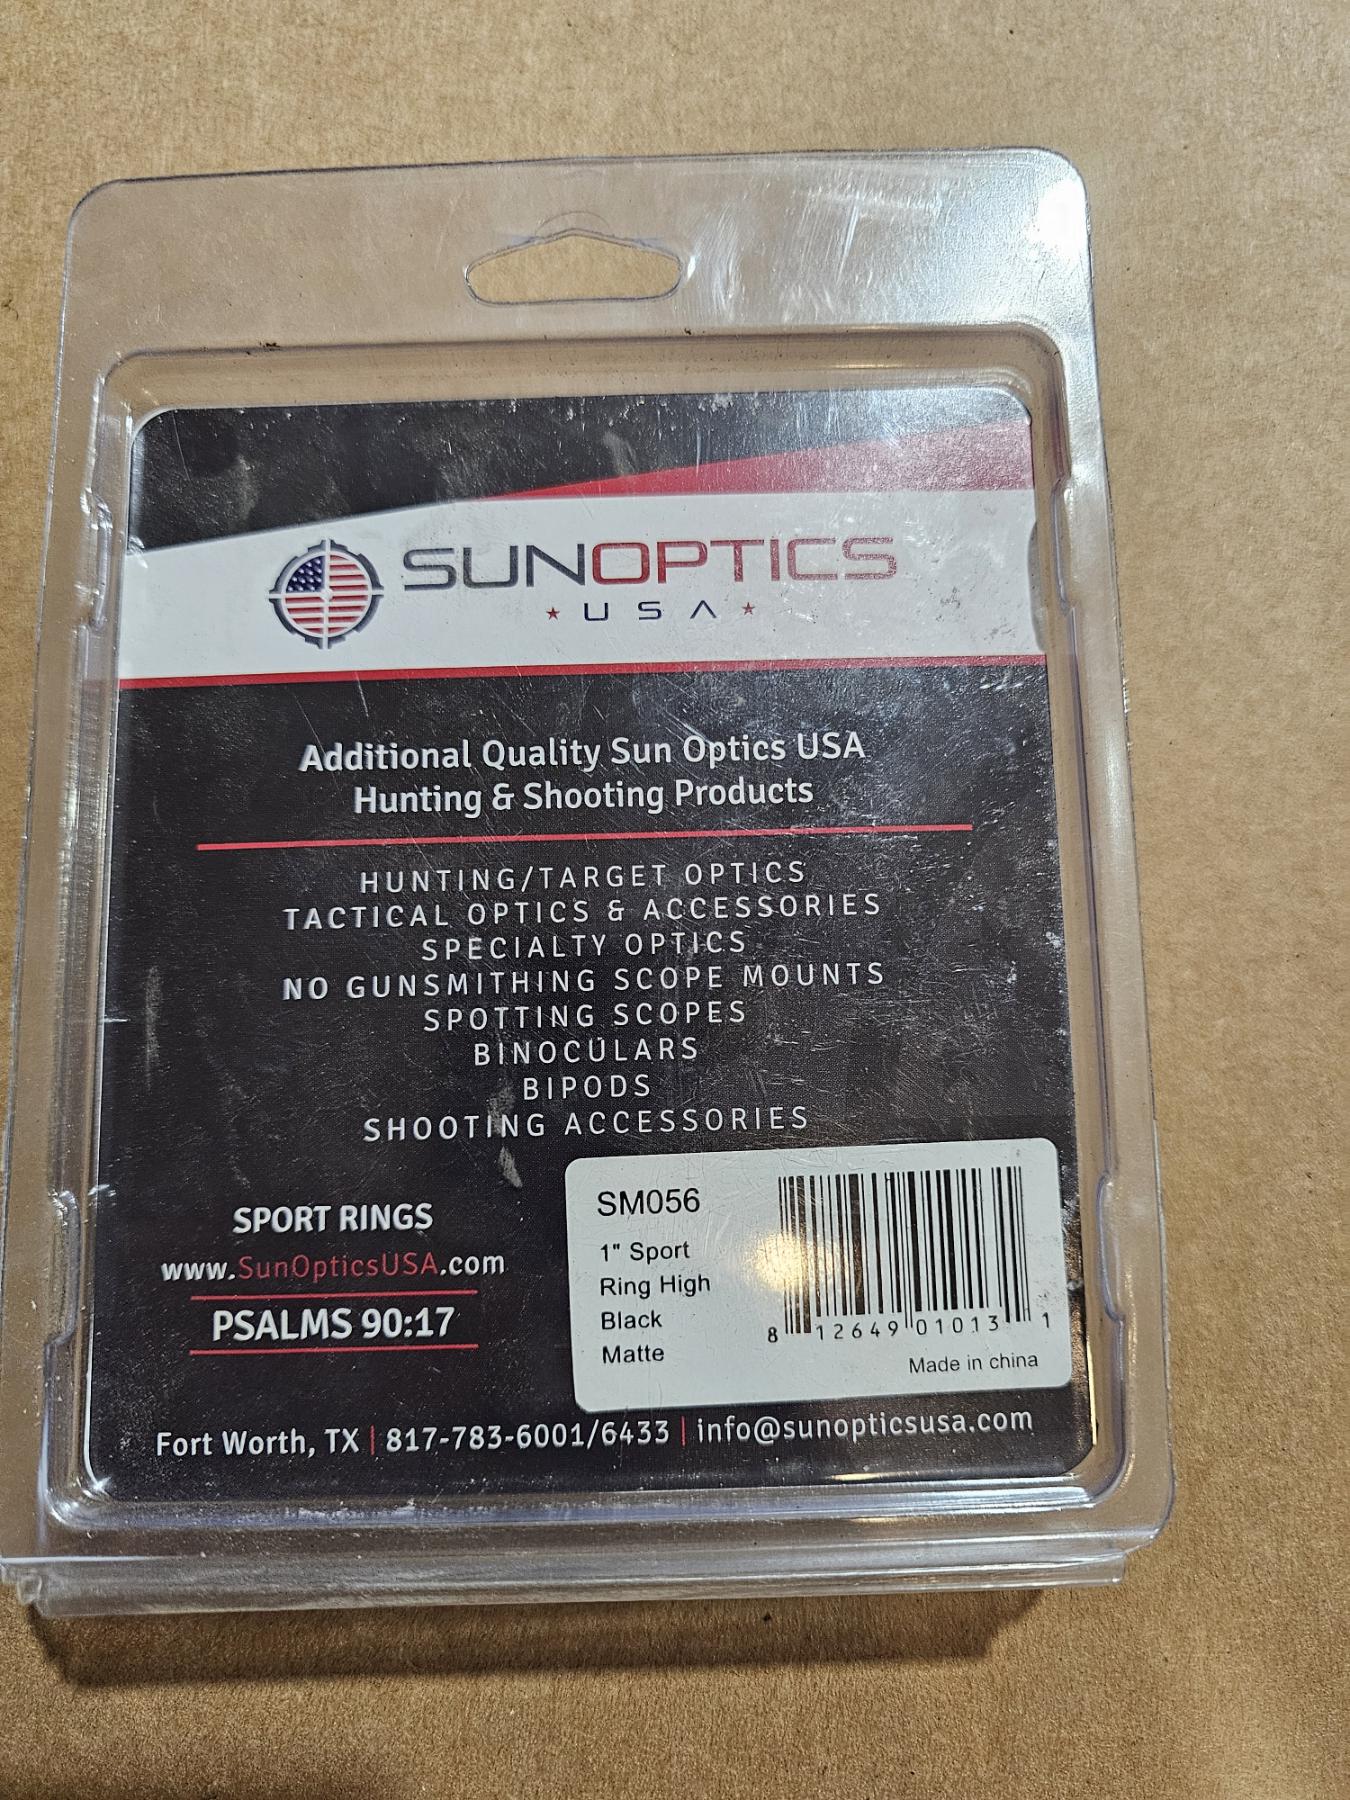 SUNOPTICS
USA
Additional Quality Sun Optics USA
Hunting & Shooting Products
HUNTING/TARGET OPTICS
TACTICAL OPTICS & ACCESSORIES
SPECIALTY OPTICS
NO GUNSMITHING SCOPE MOUNTS
SPOTTING SCOPES
BINOCULARS
BIPODS
SHOOTING ACCESSORIES
SPORT RINGS
www.SunOpticsUSA.com
PSALMS 90:17
SM056
1" Sport
Ring High
Black
Matte
8 12649 01013 1
Made in china
Fort Worth, TX | 817-783-6001/6433 | info@sunopticsusa.com